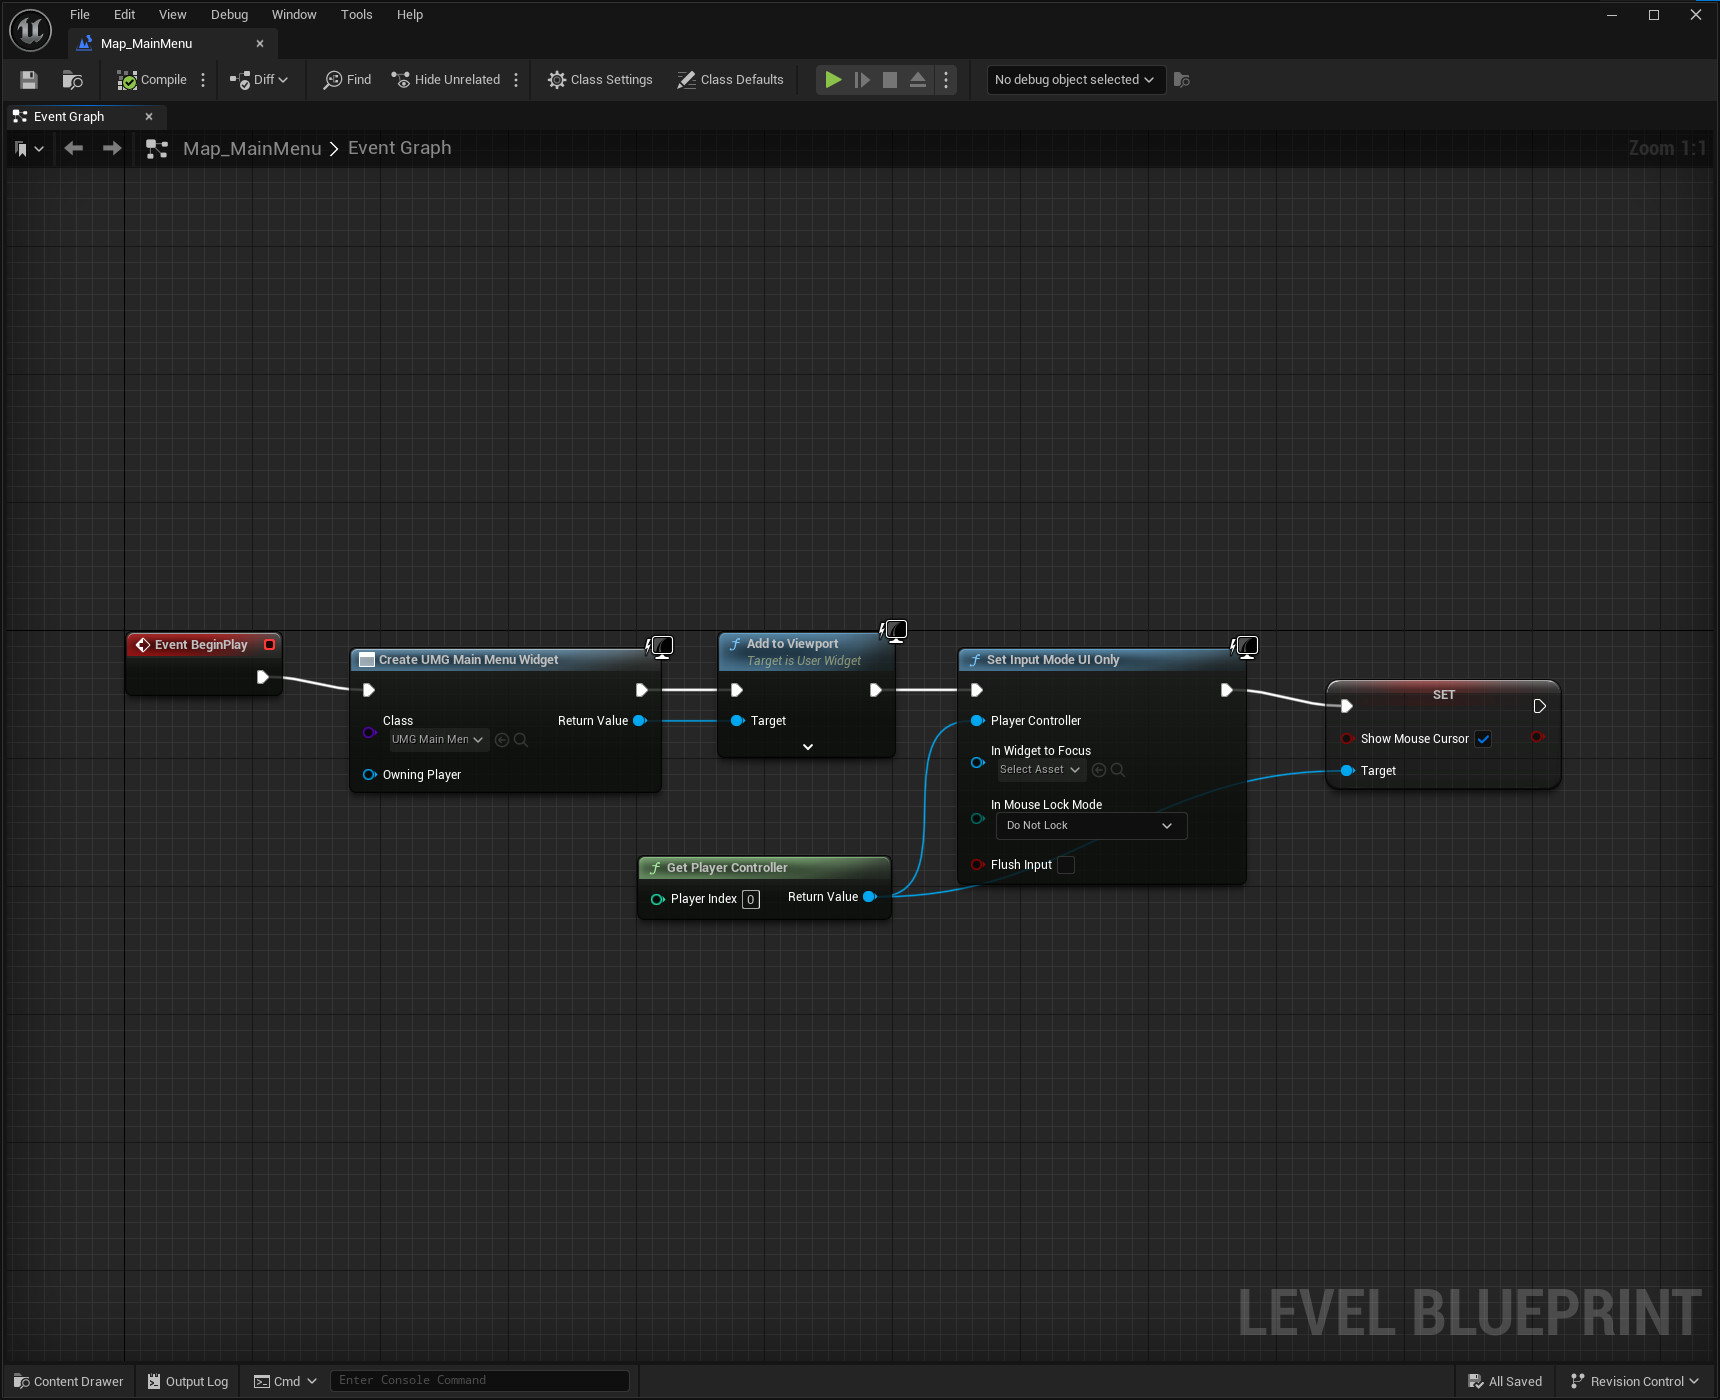 File Edit View Debug Window Tools Help
Map_MainMenu
Compile Diff Find Hide Unrelated Class Settings Class Defaults No debug object selected
Event Graph
Map_MainMenu > Event Graph Zoom 1:1
Event BeginPlay
Create UMG Main Menu Widget
Class
UMG Main Men
Return Value
Owning Player
Add to Viewport
Target is User Widget
Target
Set Input Mode UI Only
Player Controller
In Widget to Focus
Select Asset
In Mouse Lock Mode
Do Not Lock
Flush Input
SET
Show Mouse Cursor
Target
Get Player Controller
Player Index 0 Return Value
LEVEL BLUEPRINT
Content Drawer Output Log Cmd Enter Console Command All Saved Revision Control